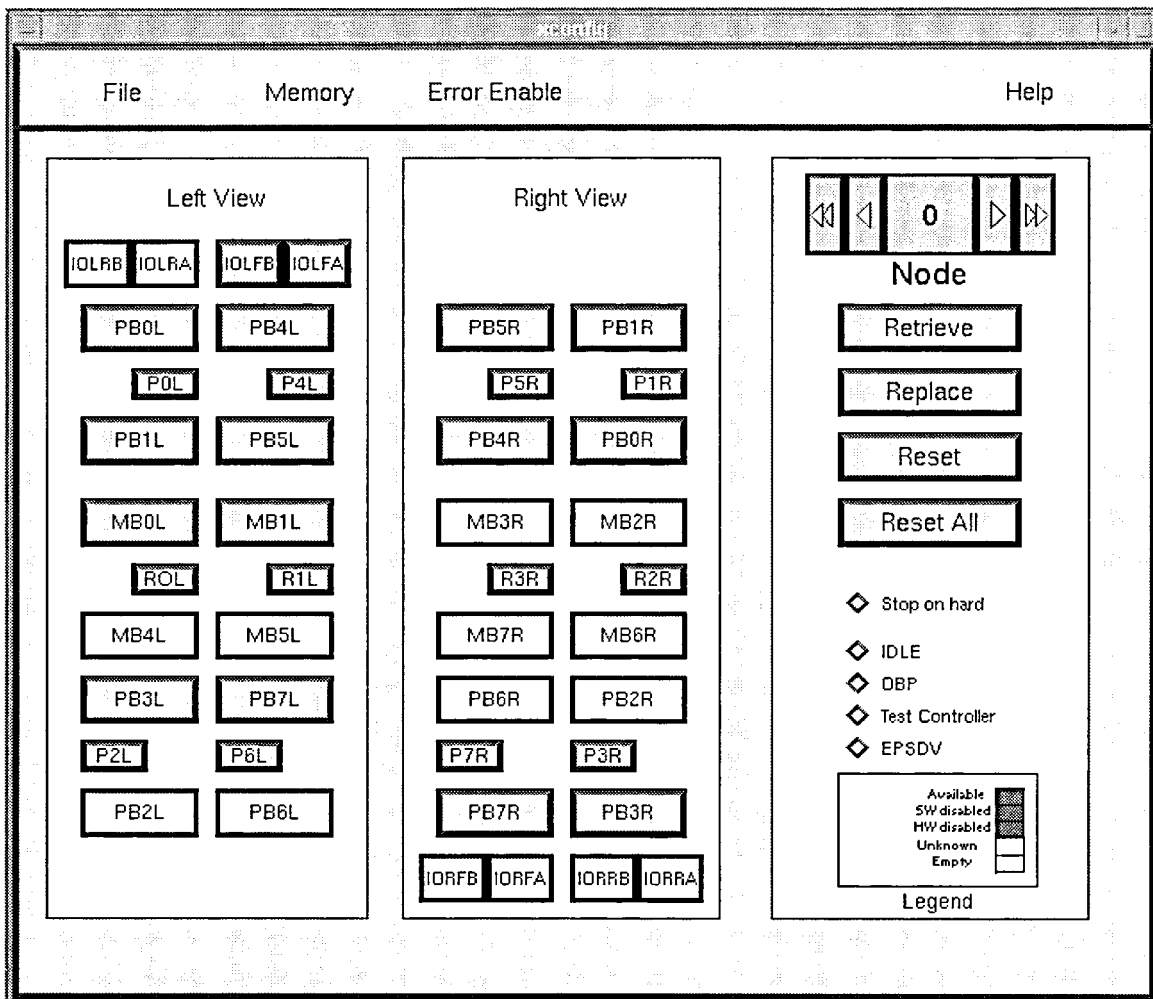 xconfig
File Memory Error Enable Help
Left View
IOLRB IOLRA IOLFB IOLFA
PB0L PB4L
P0L P4L
PB1L PB5L
MB0L MB1L
R0L R1L
MB4L MB5L
PB3L PB7L
P2L P6L
PB2L PB6L
Right View
PB5R PB1R
P5R P1R
PB4R PB0R
MB3R MB2R
R3R R2R
MB7R MB6R
PB6R PB2R
P7R P3R
PB7R PB3R
IORFB IORFA IORRB IORRA
0
Node
Retrieve
Replace
Reset
Reset All
Stop on hard
IDLE
OBP
Test Controller
EPSDV
Available
SW disabled
HW disabled
Unknown
Empty
Legend